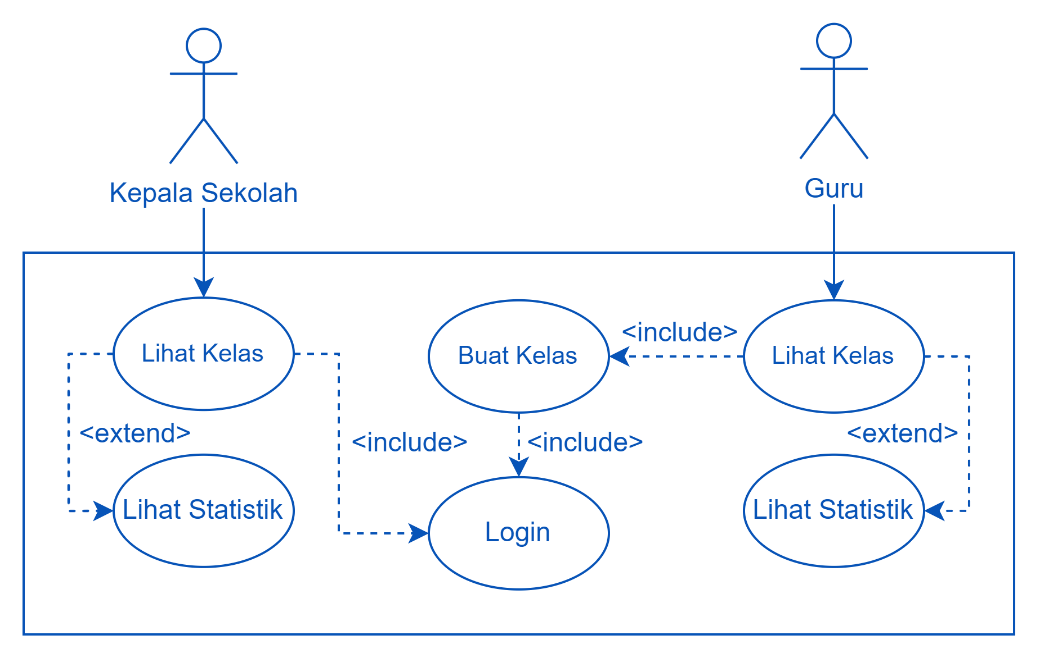 Kepala Sekolah
Guru
Lihat Kelas
Buat Kelas
<include>
Lihat Kelas
<extend>
<include>
<include>
<extend>
Lihat Statistik
Login
Lihat Statistik